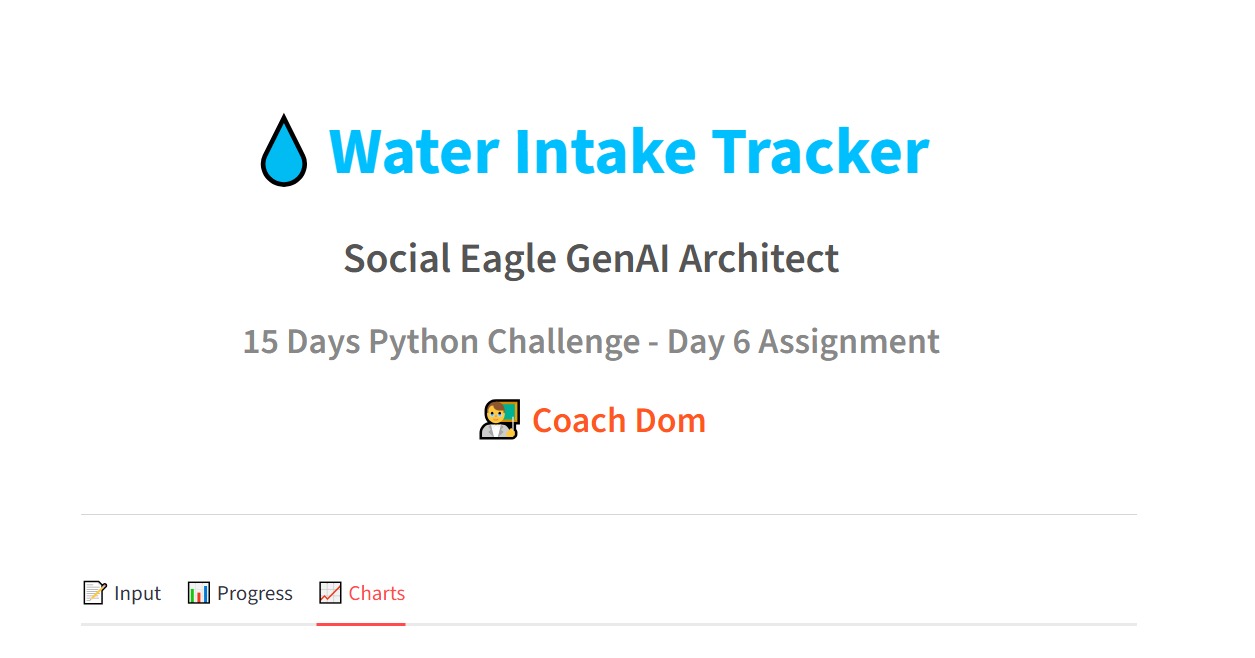 Water Intake Tracker
Social Eagle GenAI Architect
15 Days Python Challenge - Day 6 Assignment
Coach Dom
Input Progress Charts